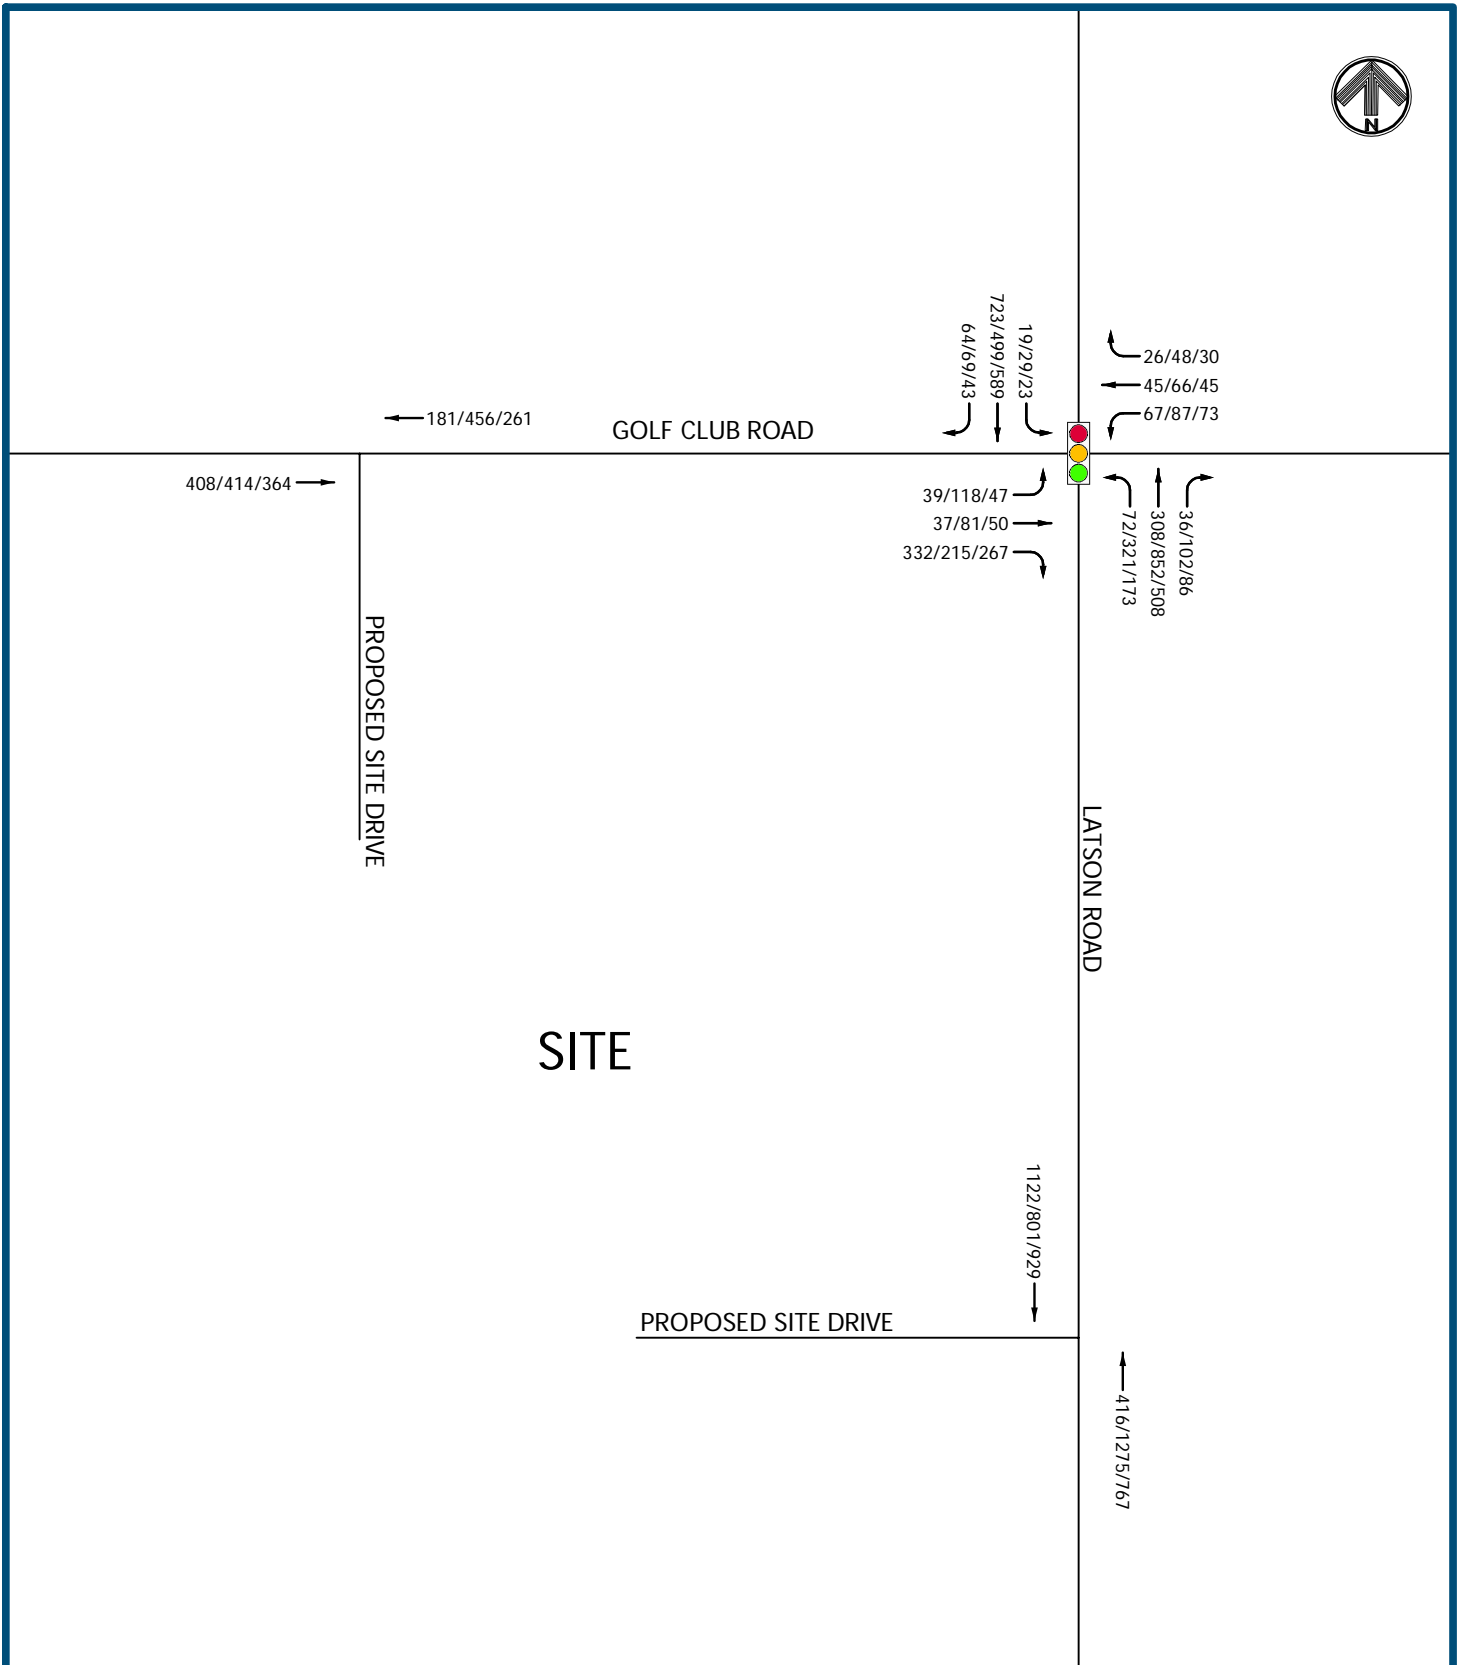 N
723/499/589
19/29/23
64/69/43
26/48/30
45/66/45
67/87/73
181/456/261
GOLF CLUB ROAD
408/414/364
39/118/47
37/81/50
332/215/267
72/321/173
308/852/508
36/102/86
PROPOSED SITE DRIVE
LATSON ROAD
SITE
1122/801/929
PROPOSED SITE DRIVE
416/1275/767